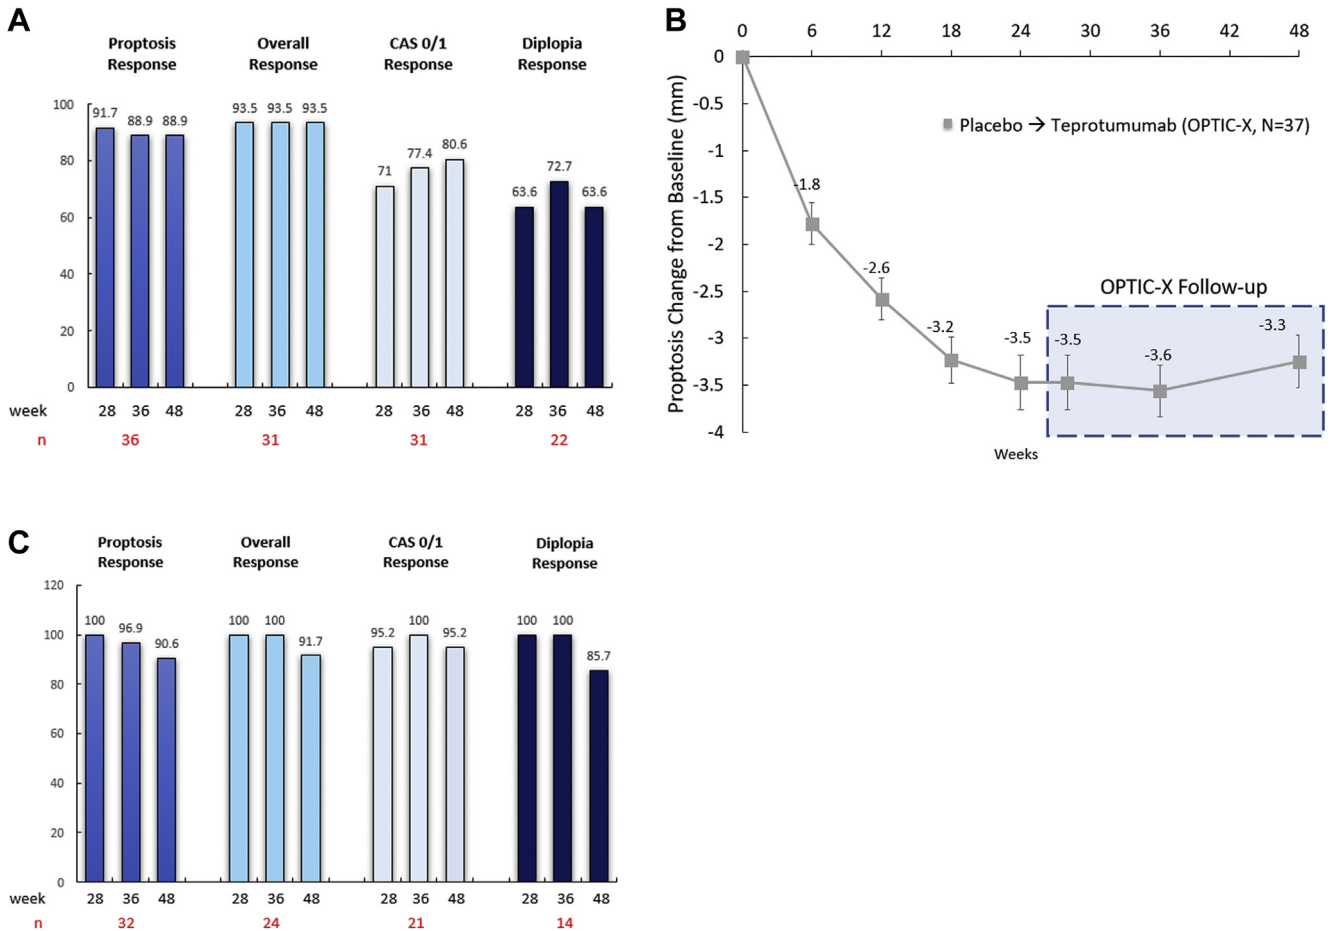 A
Proptosis Response
Overall Response
CAS 0/1 Response
Diplopia Response
100
80
60
40
20
0
91.7 88.9 88.9
93.5 93.5 93.5
71 77.4 80.6
63.6 72.7 63.6
week 28 36 48 28 36 48 28 36 48 28 36 48
n 36 31 31 22
B
0 6 12 18 24 30 36 42 48
Proptosis Change from Baseline (mm)
0
-0.5
-1
-1.5
-2
-2.5
-3
-3.5
-4
Placebo → Teprotumumab (OPTIC-X, N=37)
-1.8
-2.6
-3.2
-3.5
OPTIC-X Follow-up
-3.5
-3.6
-3.3
Weeks
C
Proptosis Response
Overall Response
CAS 0/1 Response
Diplopia Response
120
100
80
60
40
20
0
100 96.9 90.6
100 100 91.7
95.2 100 95.2
100 100 85.7
week 28 36 48 28 36 48 28 36 48 28 36 48
n 32 24 21 14